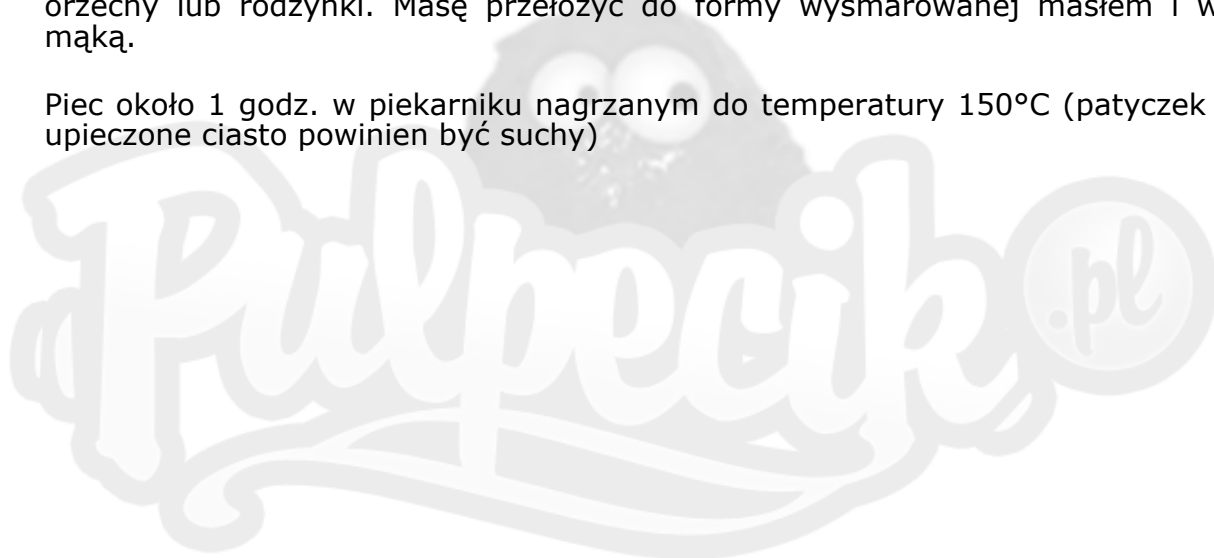 orzechy lub rodzynki. Masę przełożyć do formy wysmarowanej masłem i
mąką.
Piec około 1 godz. w piekarniku nagrzanym do temperatury 150°C (patyczek
upieczone ciasto powinien być suchy)
Pulpecik .pl